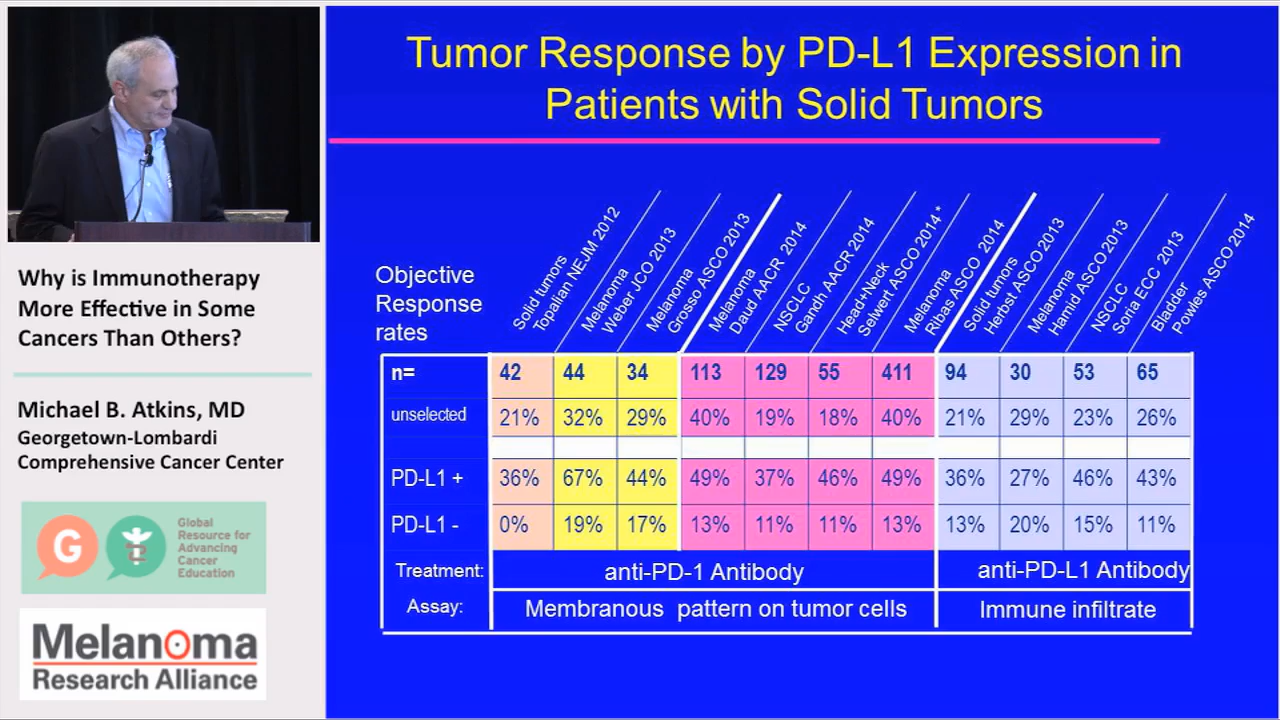 Tumor Response by PD-L1 Expression in
Patients with Solid Tumors
Why is Immunotherapy
More Effective in Some
Cancers Than Others?
Michael B. Atkins, MD
Georgetown-Lombardi
Comprehensive Cancer Center
G
Global
Resource for
Advancing
Cancer
Education
Melanoma
Research Alliance
Objective
Response
rates
Solid tumors
Topalian NEJM 2012
Melanoma
Weber JCO 2013
Melanoma
Grosso ASCO 2013
Melanoma
Daud AACR 2014
NSCLC
Gandhi AACR 2014
Head+Neck
Seiwert ASCO 2014 *
Melanoma
Ribas ASCO 2014
Solid tumors
Herbst ASCO 2013
Melanoma
Hamid ASCO 2013
NSCLC
Soria ECC 2013
Bladder
Powles ASCO 2014
n= 42 44 34 113 129 55 411 94 30 53 65
unselected 21% 32% 29% 40% 19% 18% 40% 21% 29% 23% 26%
PD-L1 + 36% 67% 44% 49% 37% 46% 49% 36% 27% 46% 43%
PD-L1 - 0% 19% 17% 13% 11% 11% 13% 13% 20% 15% 11%
Treatment: anti-PD-1 Antibody anti-PD-L1 Antibody
Assay: Membranous pattern on tumor cells Immune infiltrate